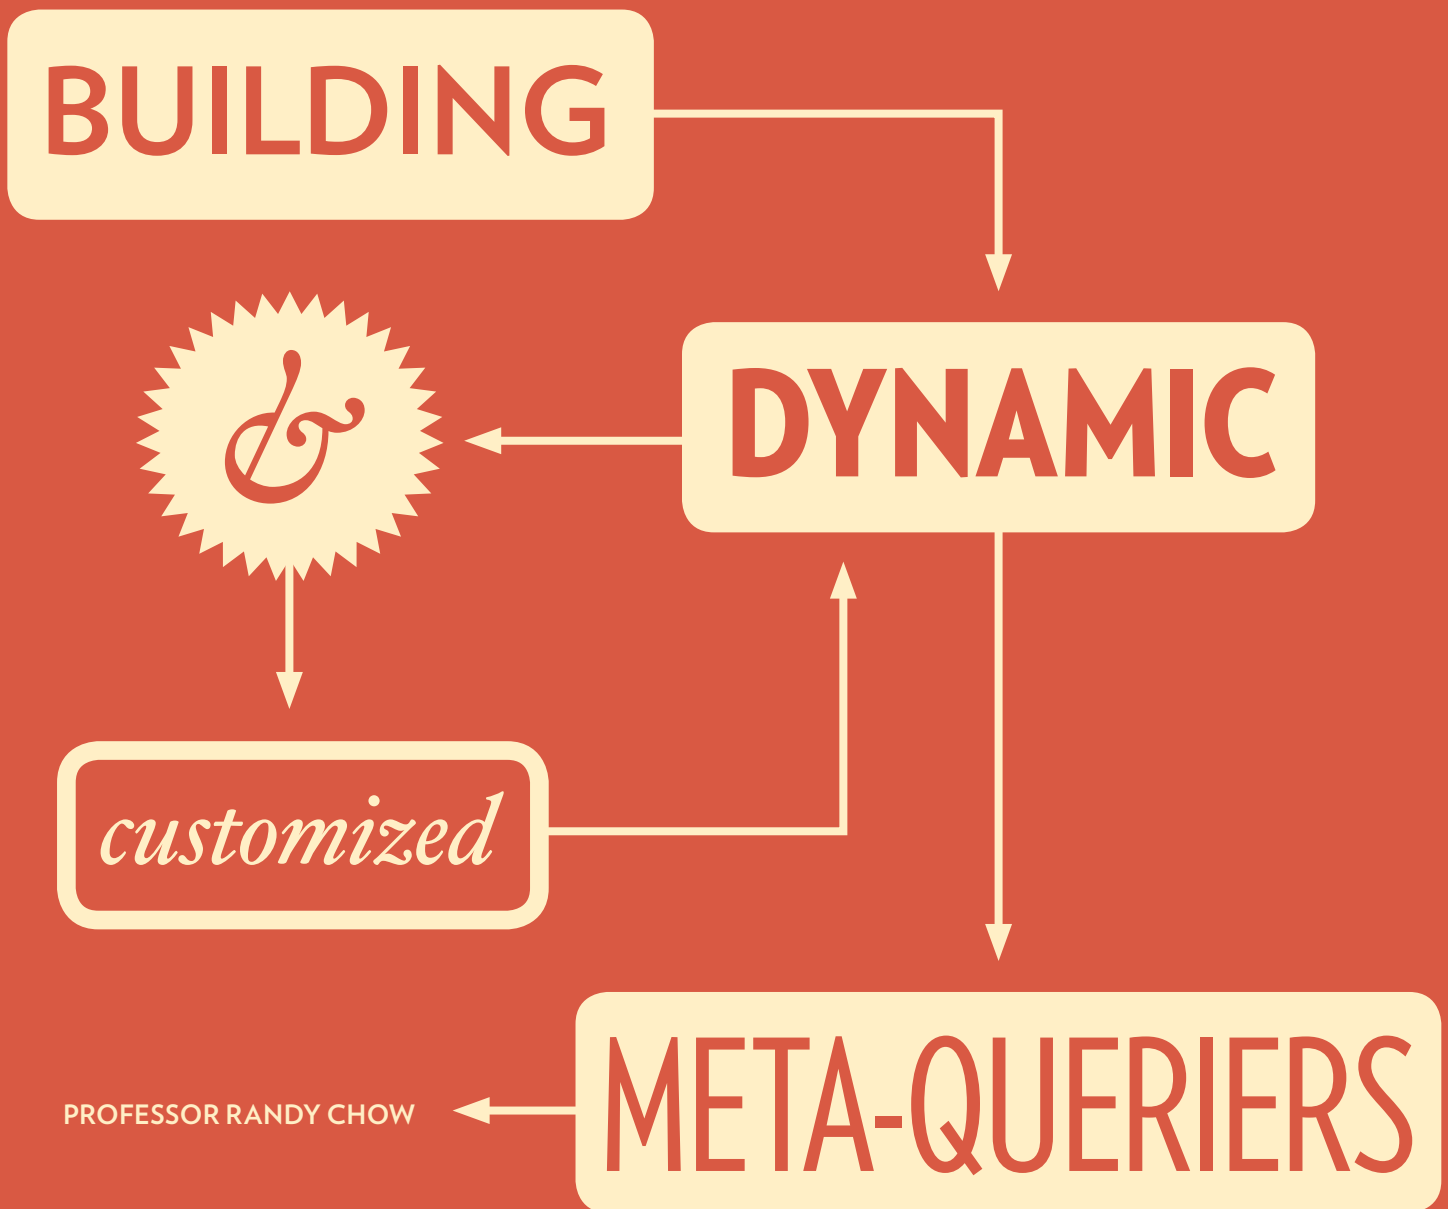 BUILDING
DYNAMIC
&
customized
META-QUERIERS
PROFESSOR RANDY CHOW